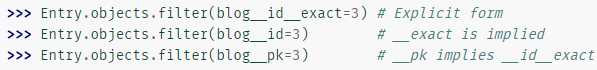 >>> Entry.objects.filter(blog__id__exact=3) # Explicit form
>>> Entry.objects.filter(blog__id=3)        # __exact is implied
>>> Entry.objects.filter(blog__pk=3)        # __pk implies __id__exact